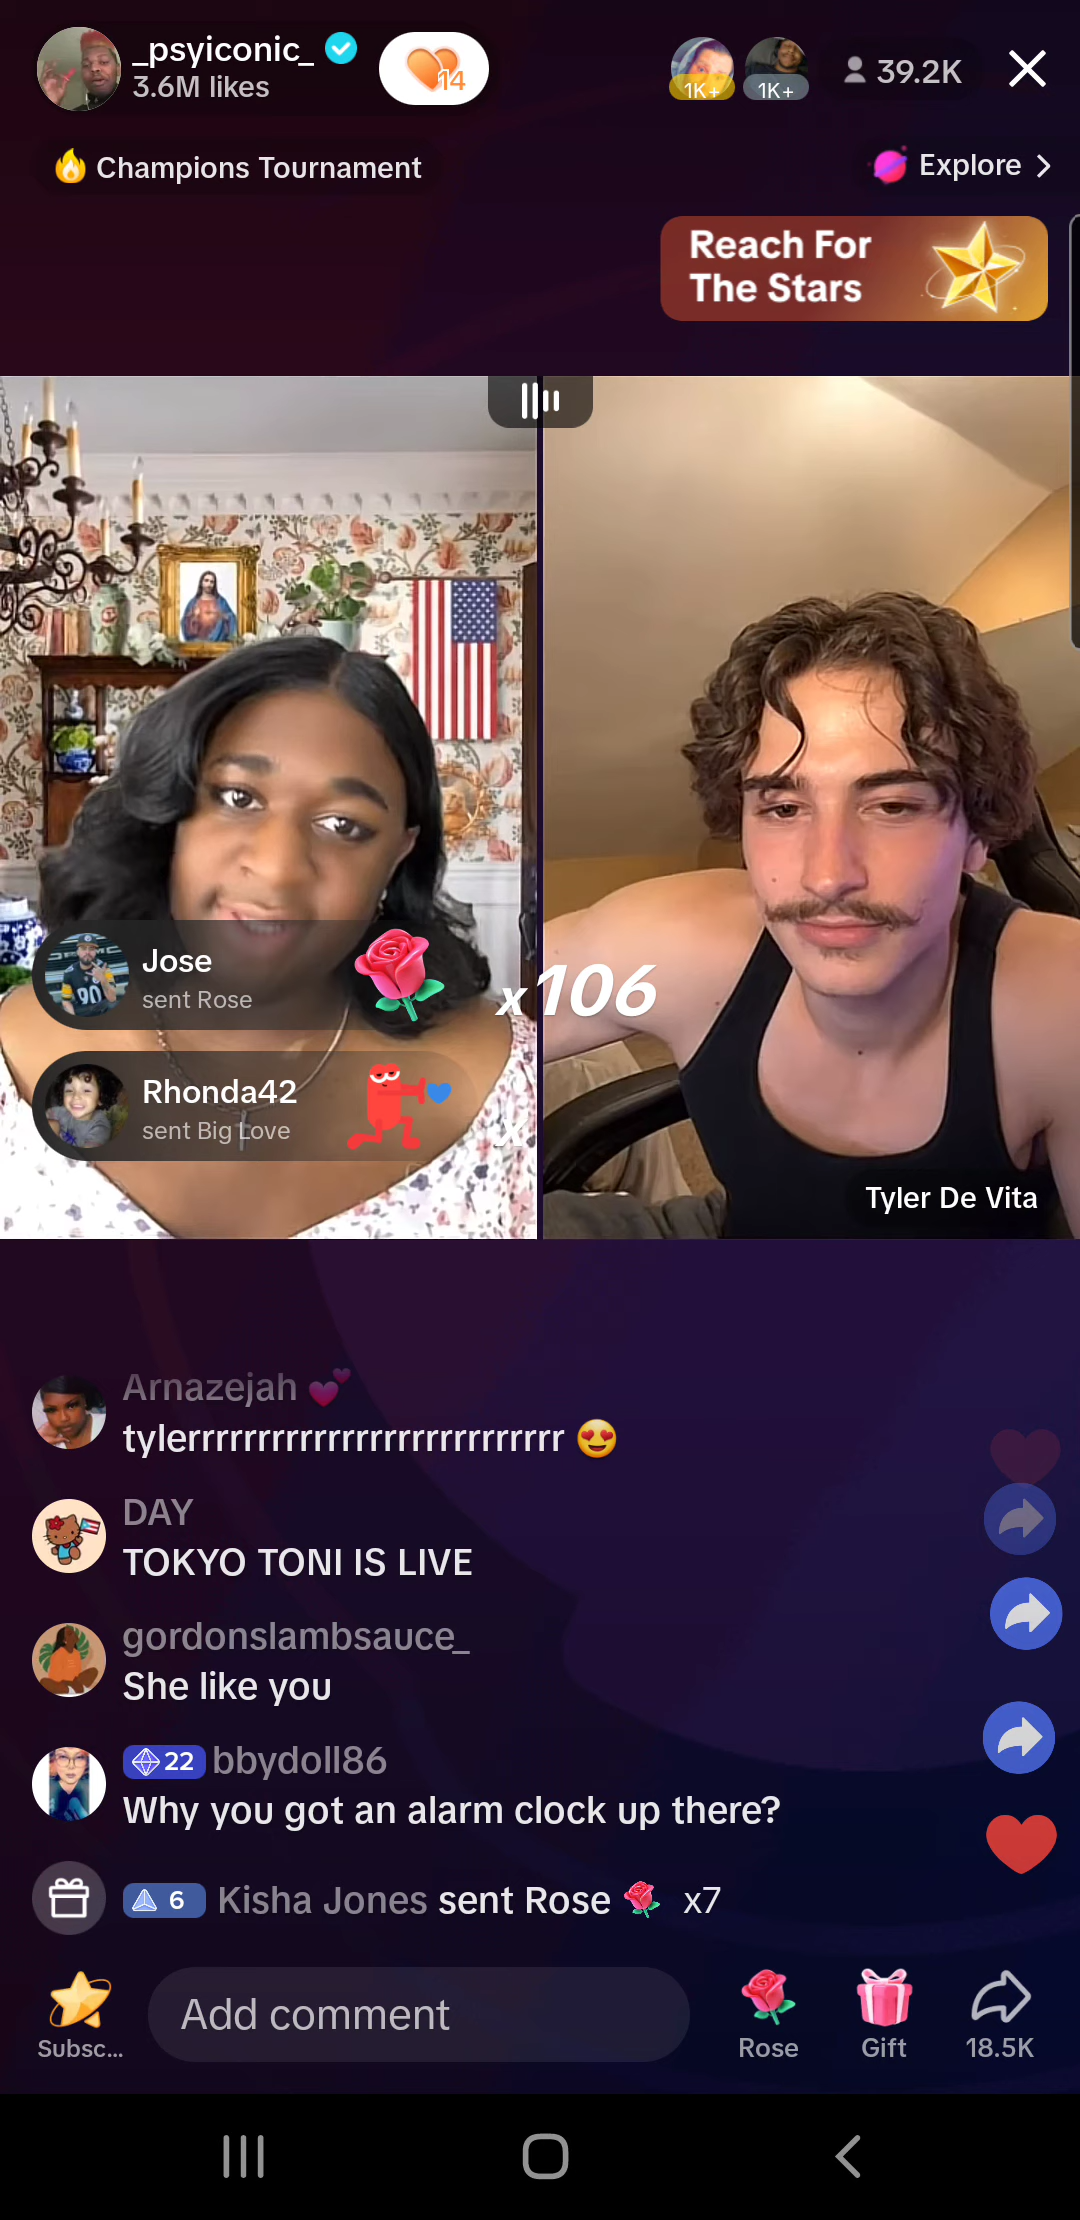 _psyiconic_
3.6M likes
14
1K+
1K+
39.2K
Champions Tournament
Explore
Reach For
The Stars
Jose
sent Rose
x106
90
Rhonda42
sent Big Love
x
Tyler De Vita
Arnazejah 💕
tylerrrrrrrrrrrrrrrrrrrrrrrrrrr 😍
DAY
TOKYO TONI IS LIVE
gordonslambsauce_
She like you
22 bbydoll86
Why you got an alarm clock up there?
6 Kisha Jones sent Rose 🌹 x7
Subsc...
Add comment
Rose
Gift
18.5K